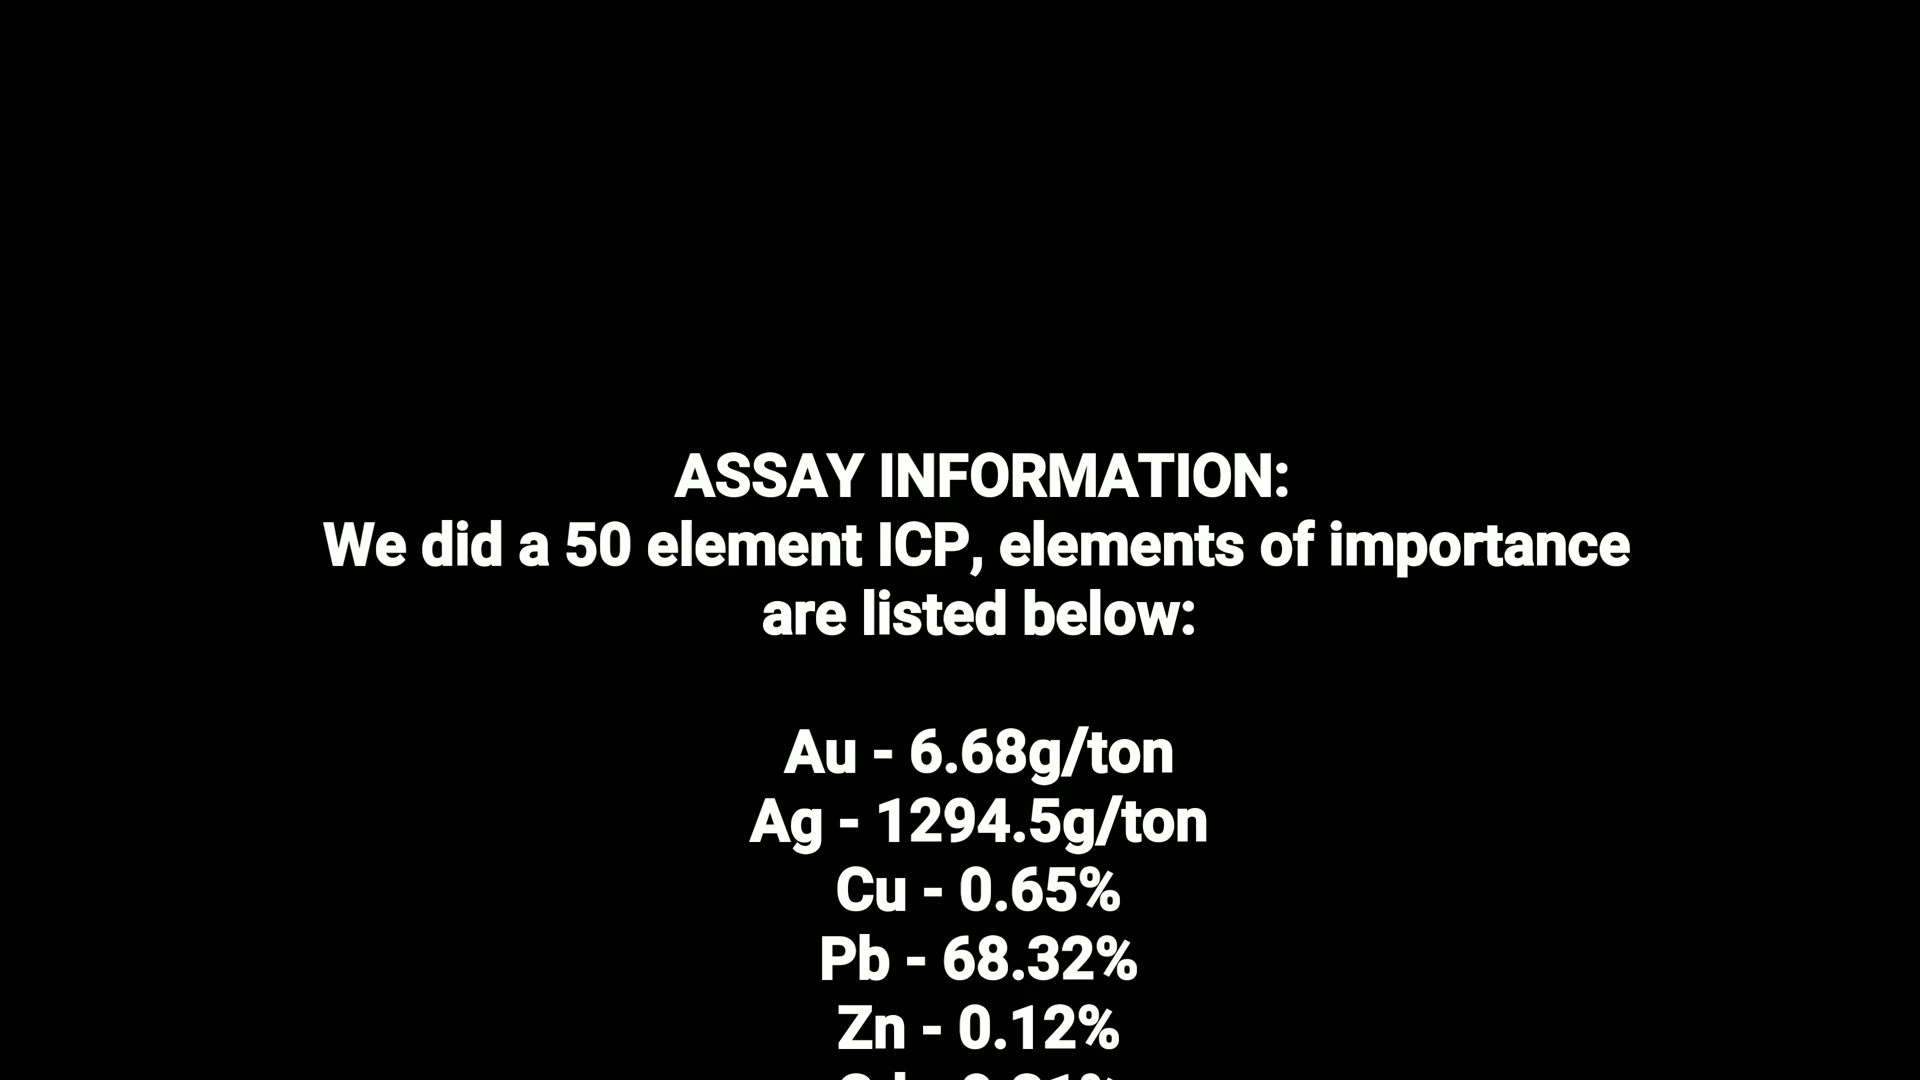 ASSAY INFORMATION:
We did a 50 element ICP, elements of importance
are listed below:
Au - 6.68g/ton
Ag - 1294.5g/ton
Cu - 0.65%
Pb - 68.32%
Zn - 0.12%